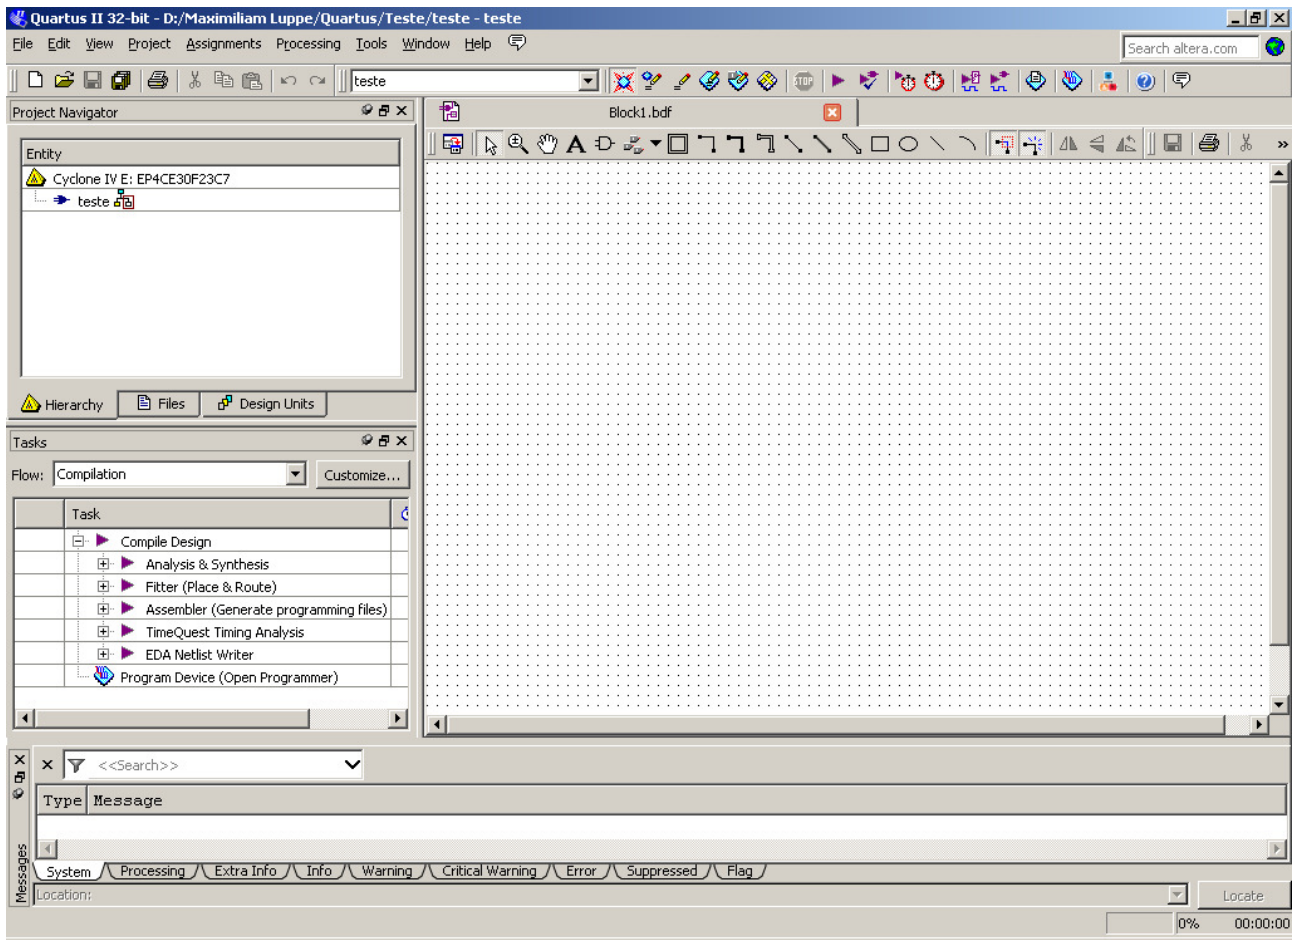 Quartus II 32-bit - D:/Maximiliam Luppe/Quartus/Teste/teste - teste
File Edit View Project Assignments Processing Tools Window Help
Search altera.com
teste
STOP
Project Navigator
Block1.bdf
A
»
Entity
Cyclone IV E: EP4CE30F23C7
teste
Hierarchy Files Design Units
Tasks
Flow: Compilation Customize...
Task
Compile Design
Analysis & Synthesis
Fitter (Place & Route)
Assembler (Generate programming files)
TimeQuest Timing Analysis
EDA Netlist Writer
Program Device (Open Programmer)
<<Search>>
Type Message
Messages
System Processing Extra Info Info Warning Critical Warning Error Suppressed Flag
Location: Locate
0% 00:00:00